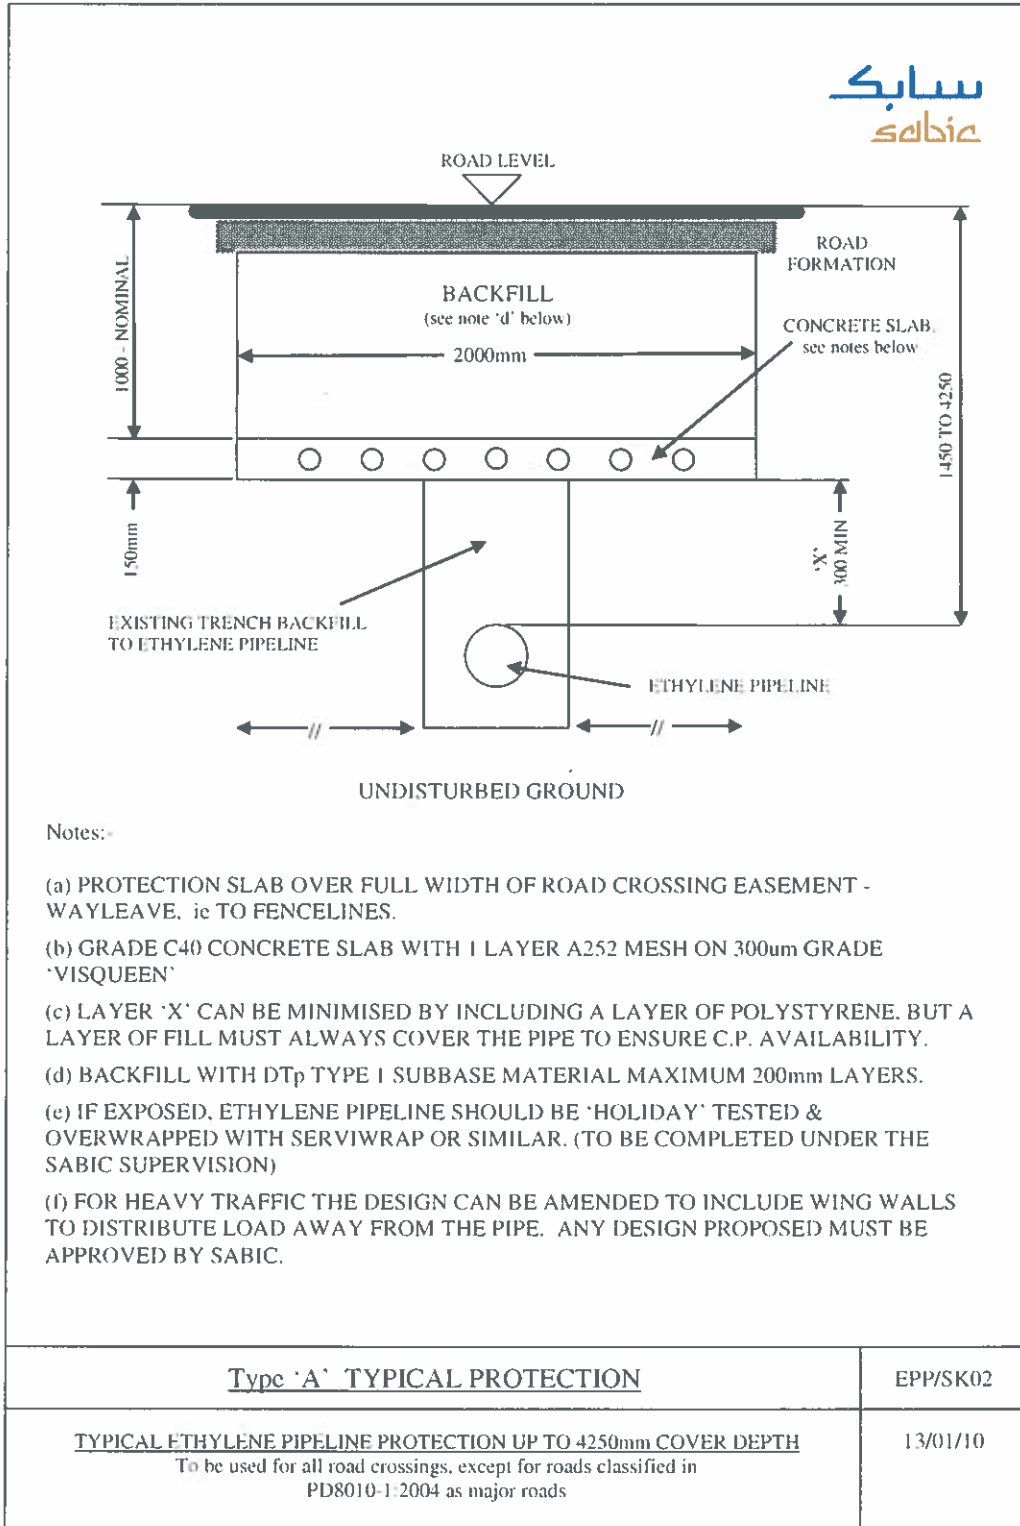 سابك
sabic
ROAD LEVEL
ROAD
FORMATION
1000 - NOMINAL
BACKFILL
(see note 'd' below)
2000mm
CONCRETE SLAB,
see notes below
1450 TO 4250
150mm
'X'
300 MIN
EXISTING TRENCH BACKFILL
TO ETHYLENE PIPELINE
ETHYLENE PIPELINE
//
//
UNDISTURBED GROUND
Notes:-
(a) PROTECTION SLAB OVER FULL WIDTH OF ROAD CROSSING EASEMENT -
WAYLEAVE, ie TO FENCELINES.
(b) GRADE C40 CONCRETE SLAB WITH 1 LAYER A252 MESH ON 300um GRADE
'VISQUEEN'
(c) LAYER 'X' CAN BE MINIMISED BY INCLUDING A LAYER OF POLYSTYRENE, BUT A
LAYER OF FILL MUST ALWAYS COVER THE PIPE TO ENSURE C.P. AVAILABILITY.
(d) BACKFILL WITH DTp TYPE 1 SUBBASE MATERIAL MAXIMUM 200mm LAYERS.
(e) IF EXPOSED, ETHYLENE PIPELINE SHOULD BE 'HOLIDAY' TESTED &
OVERWRAPPED WITH SERVIWRAP OR SIMILAR. (TO BE COMPLETED UNDER THE
SABIC SUPERVISION)
(f) FOR HEAVY TRAFFIC THE DESIGN CAN BE AMENDED TO INCLUDE WING WALLS
TO DISTRIBUTE LOAD AWAY FROM THE PIPE. ANY DESIGN PROPOSED MUST BE
APPROVED BY SABIC.
Type 'A' TYPICAL PROTECTION
EPP/SK02
TYPICAL ETHYLENE PIPELINE PROTECTION UP TO 4250mm COVER DEPTH
13/01/10
To be used for all road crossings, except for roads classified in
PD8010-1:2004 as major roads